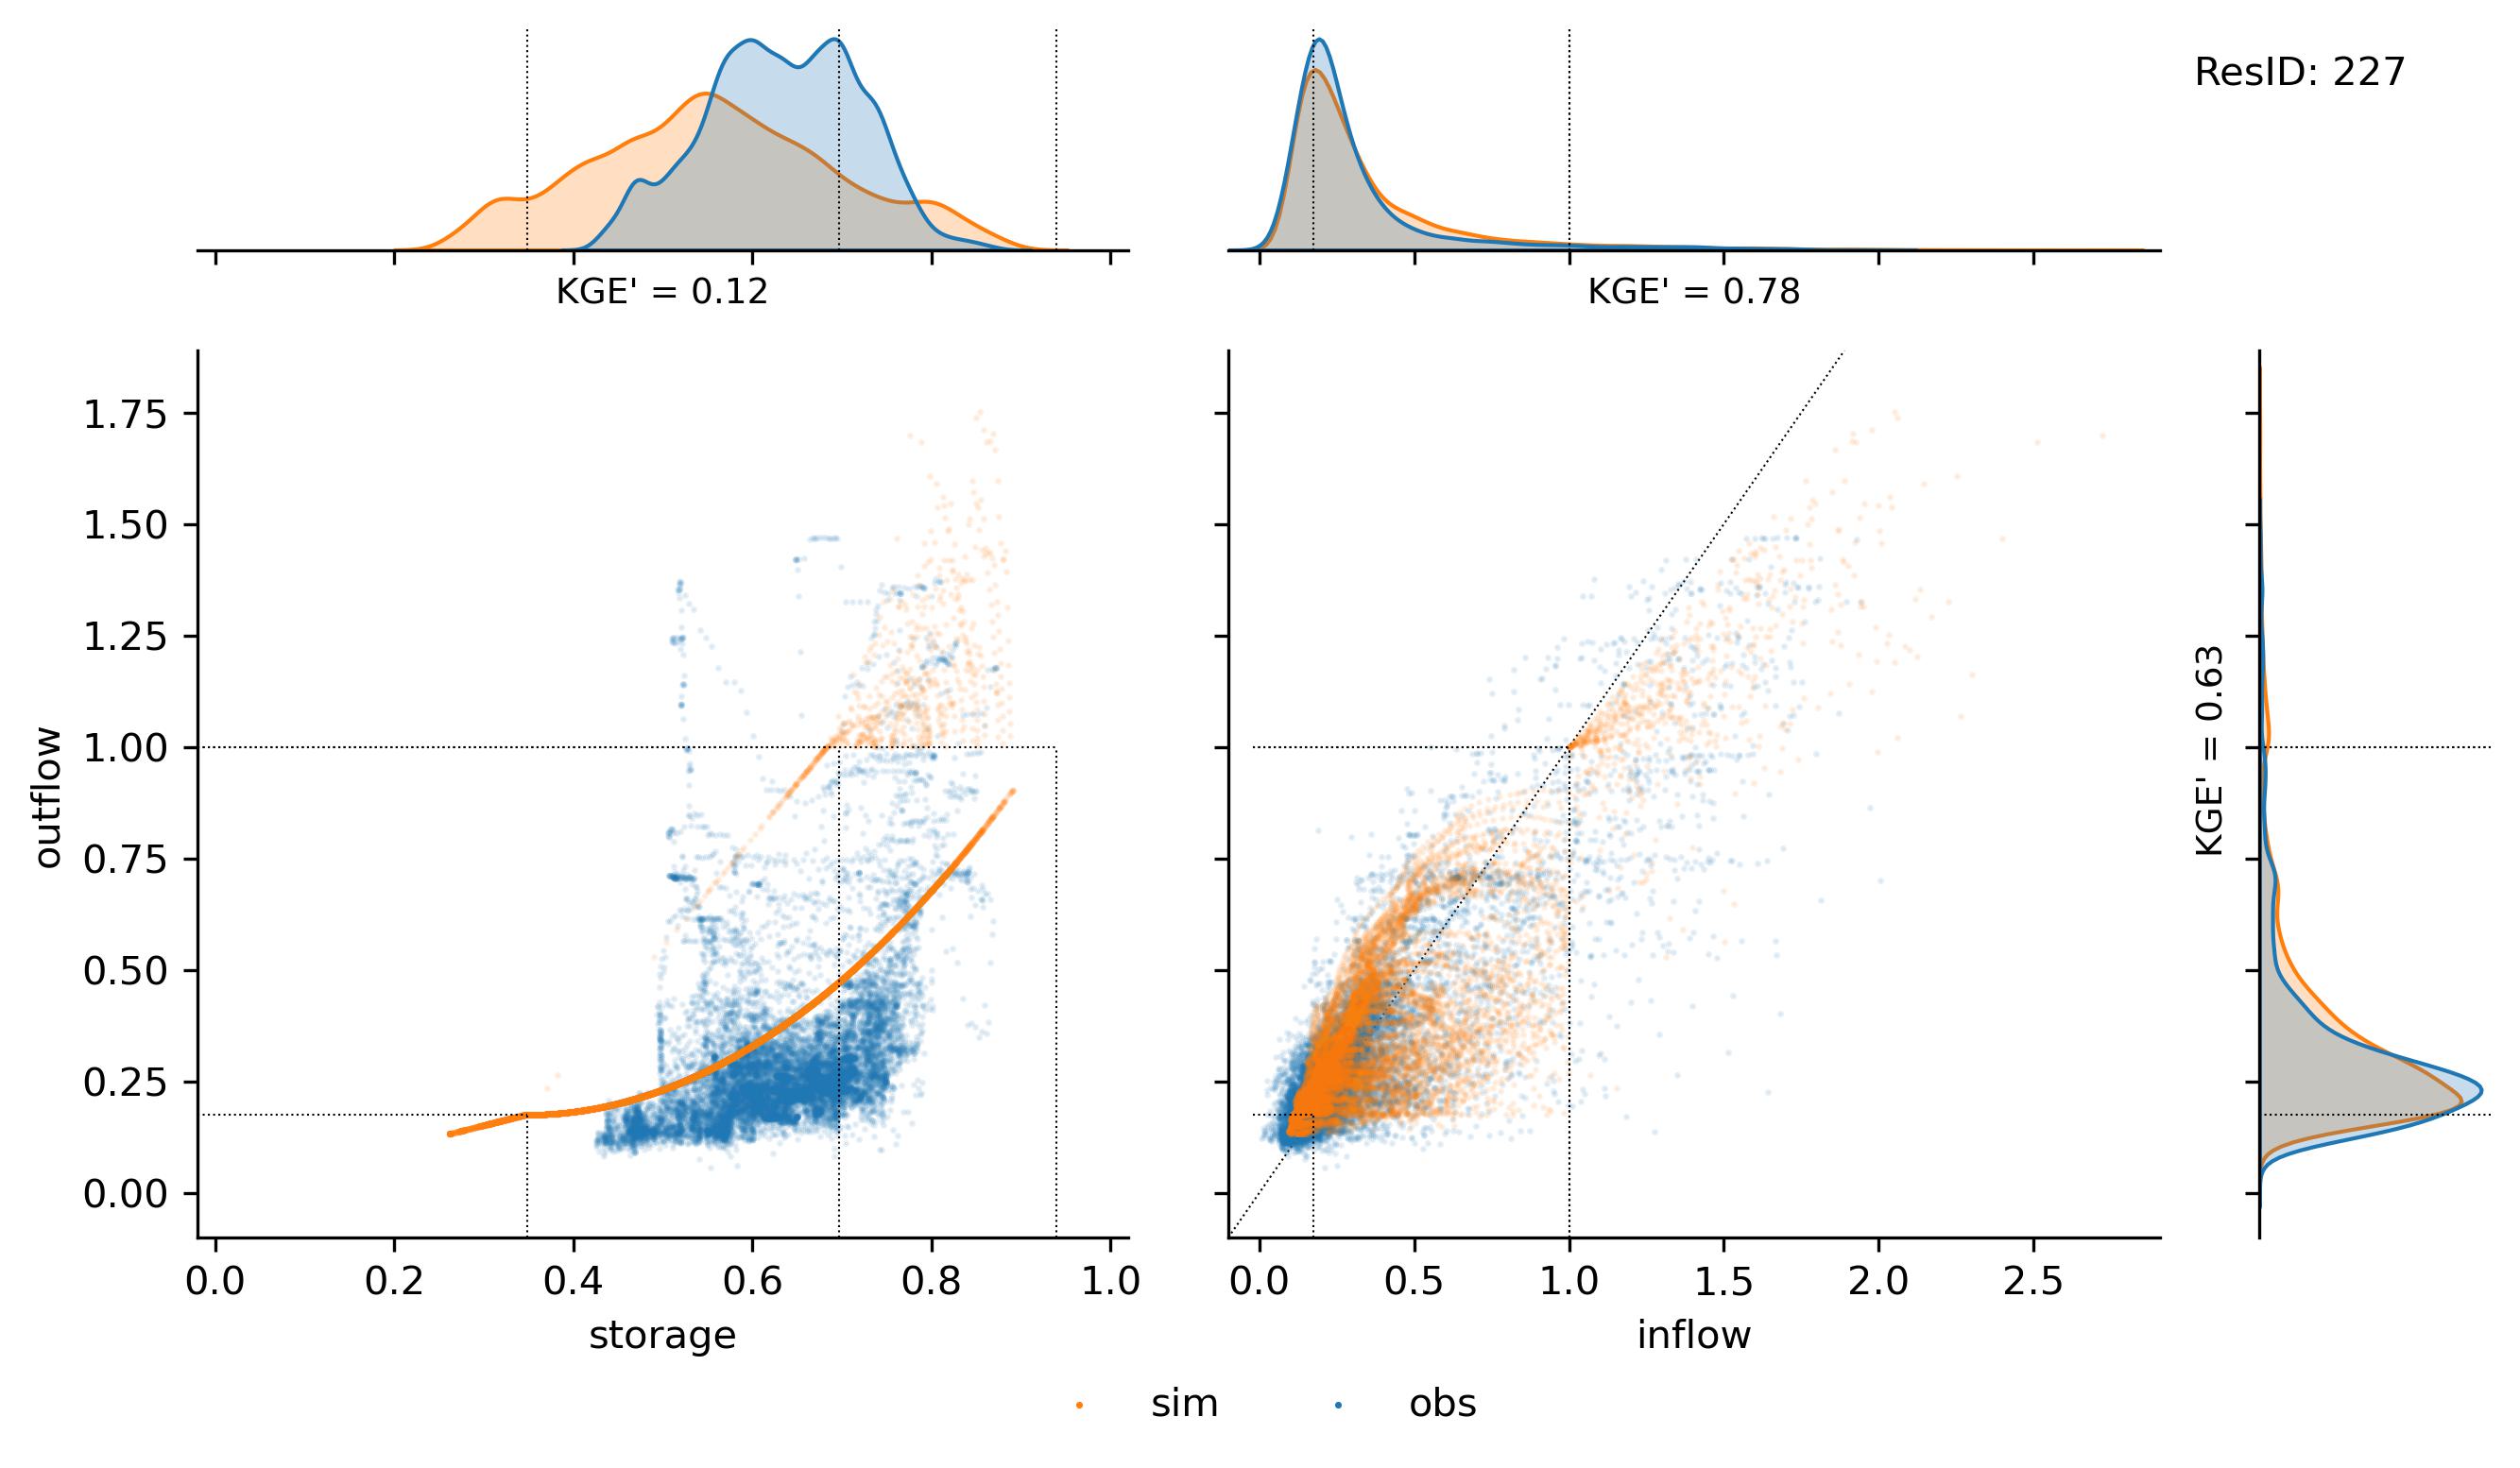 ResID: 227
KGE' = 0.12
KGE' = 0.78
1.75
1.50
1.25
1.00
0.75
0.50
0.25
0.00
outflow
KGE' = 0.63
0.0 0.2 0.4 0.6 0.8 1.0
0.0 0.5 1.0 1.5 2.0 2.5
storage
inflow
sim obs